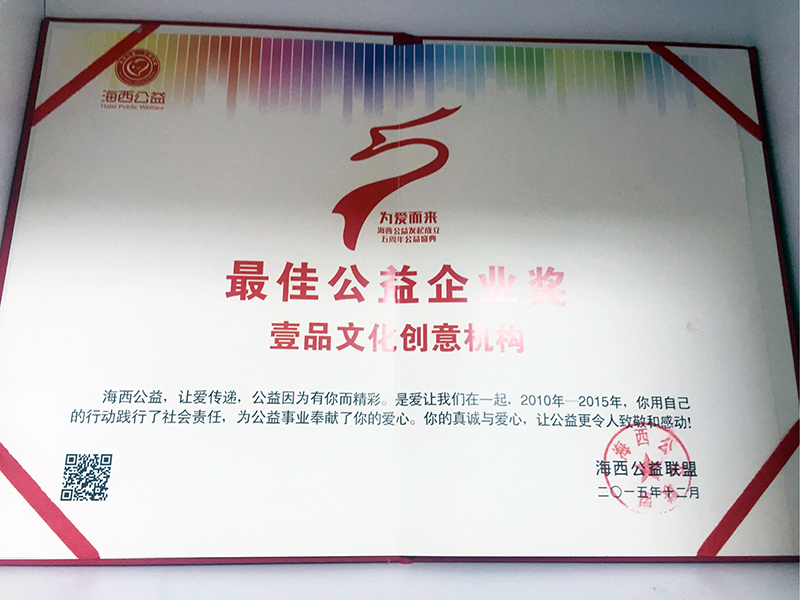 海西公益
Haixi Public Welfare
为爱而来
海西公益发起成立
五周年公益盛典
最佳公益企业奖
壹品文化创意机构
海西公益，让爱传递，公益因为有你而精彩。是爱让我们在一起，2010年—2015年，你用自己
的行动践行了社会责任，为公益事业奉献了你的爱心。你的真诚与爱心，让公益更令人致敬和感动!
海西公益联盟
二〇一五年十二月